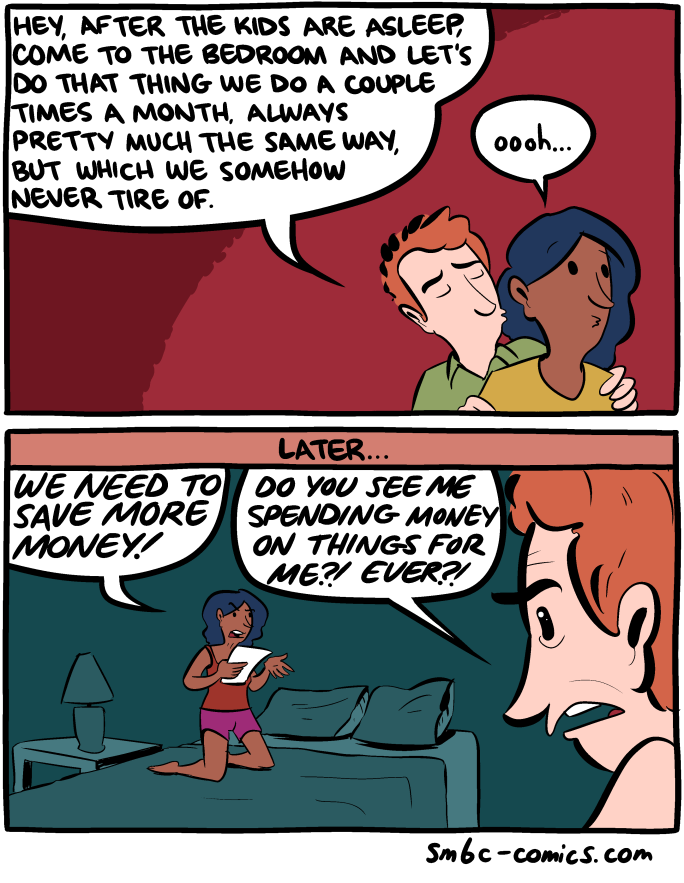 HEY, AFTER THE KIDS ARE ASLEEP,
COME TO THE BEDROOM AND LET'S
DO THAT THING WE DO A COUPLE
TIMES A MONTH, ALWAYS
PRETTY MUCH THE SAME WAY,
BUT WHICH WE SOMEHOW
NEVER TIRE OF.
oooh...
LATER...
WE NEED TO
SAVE MORE
MONEY!
DO YOU SEE ME
SPENDING MONEY
ON THINGS FOR
ME?! EVER?!
smbc-comics.com